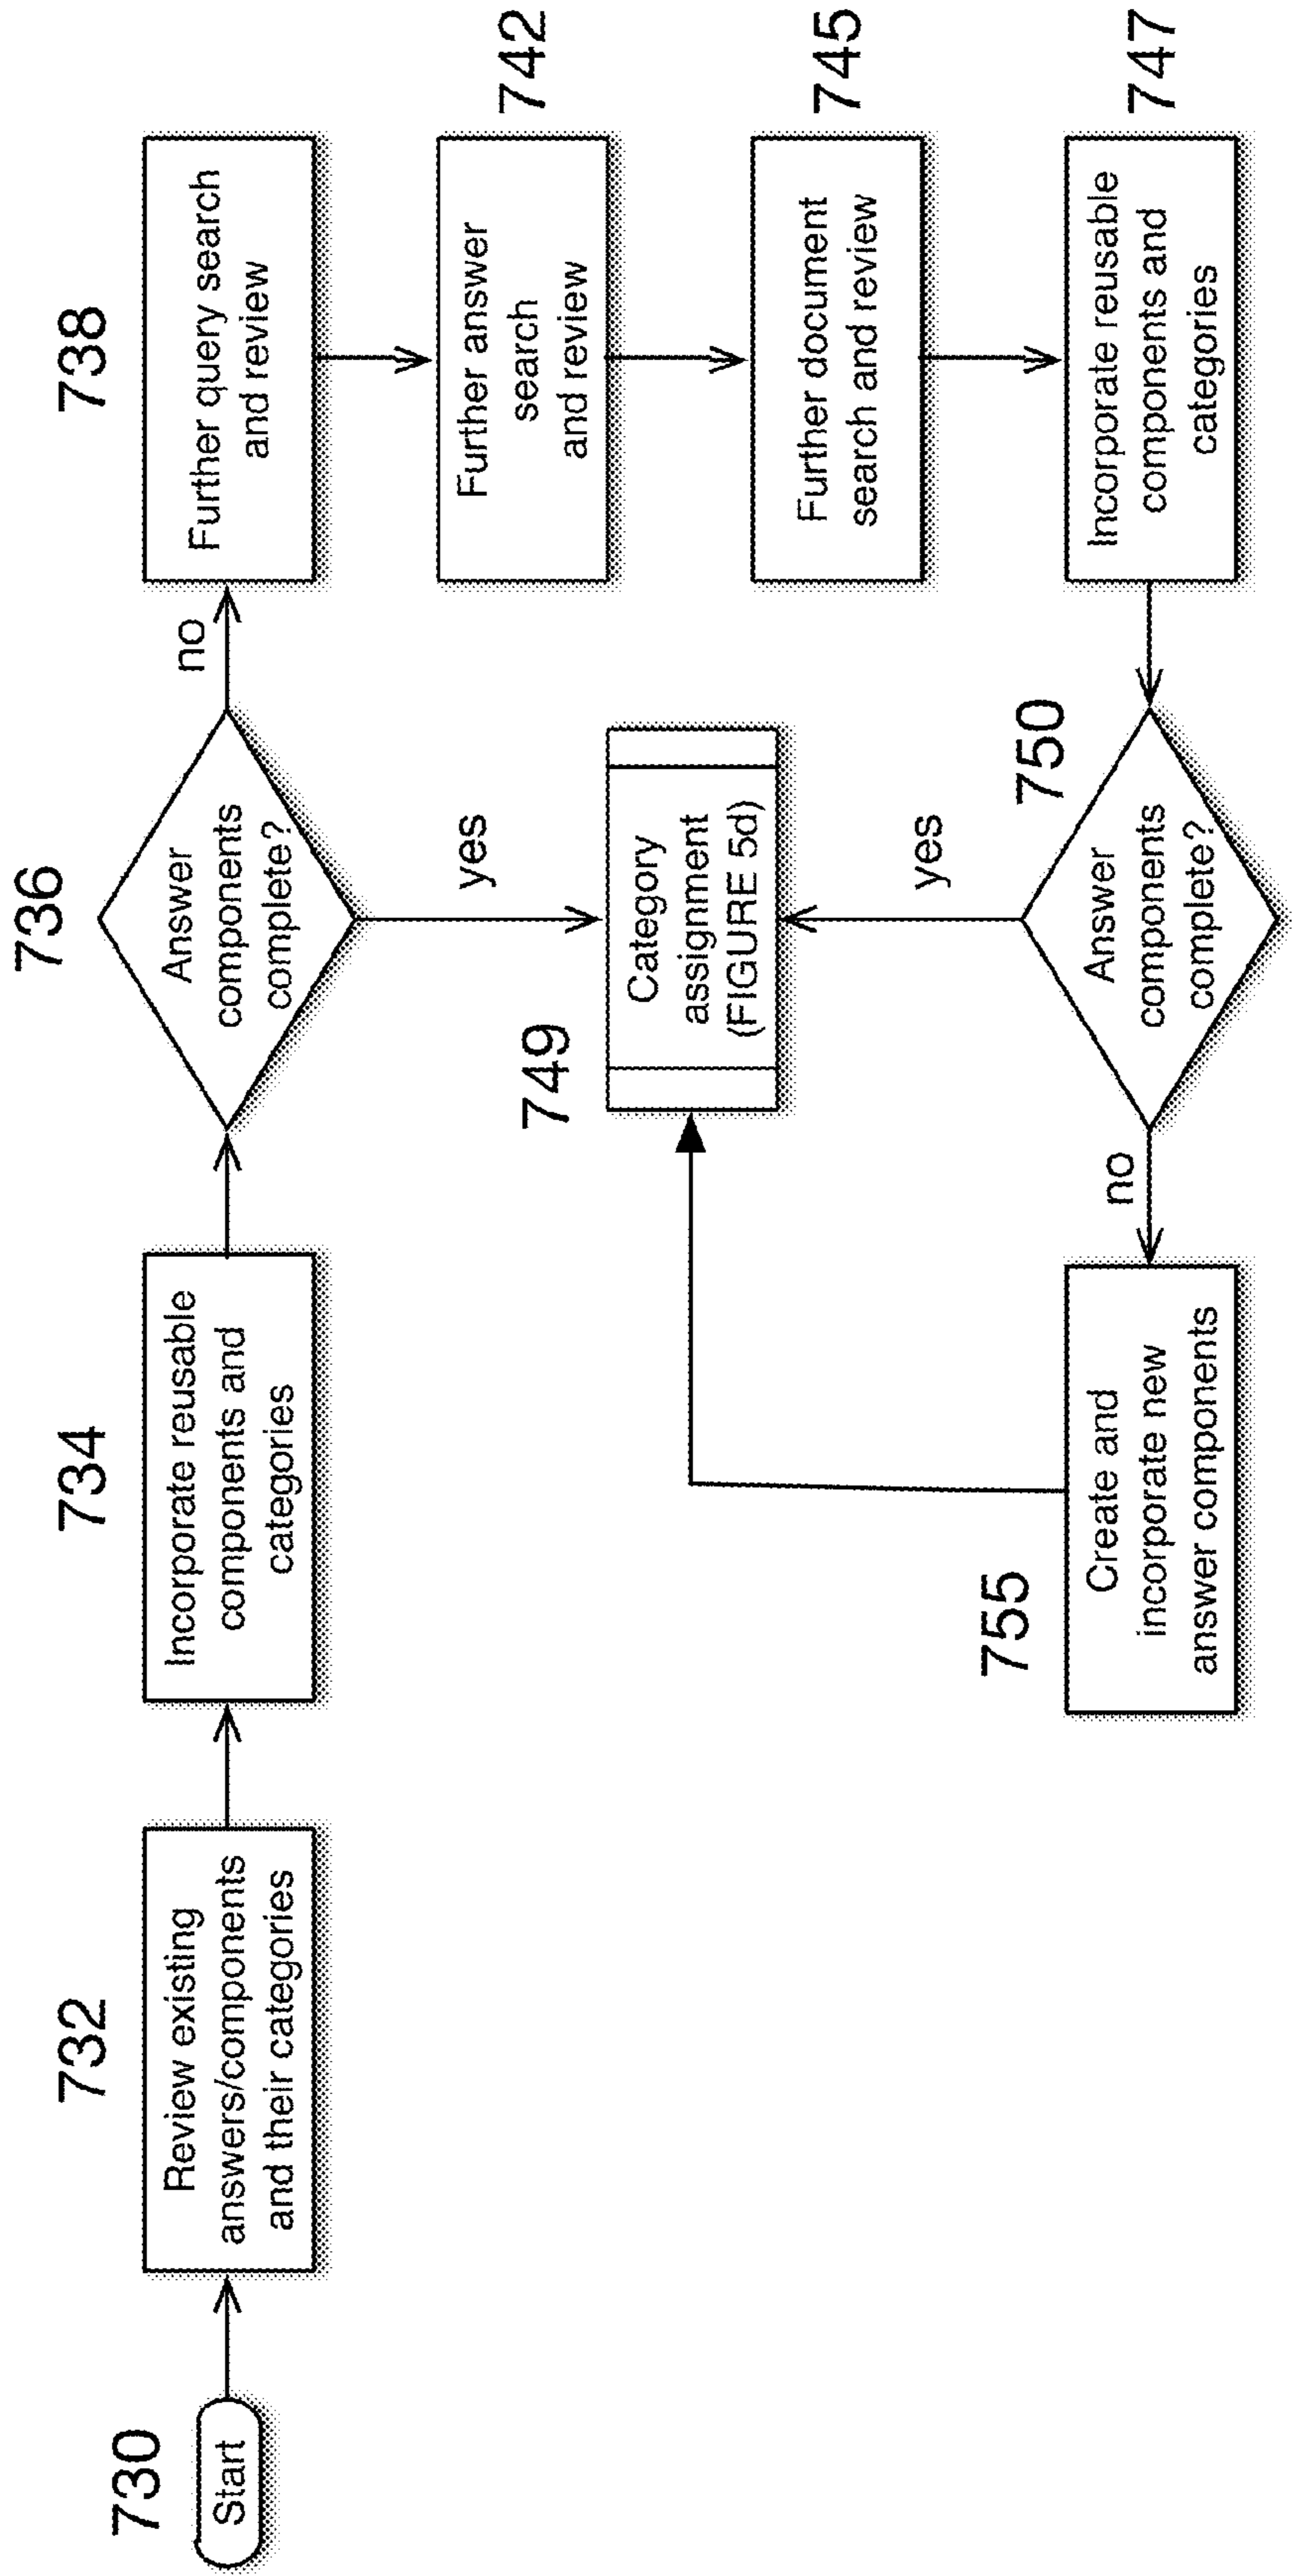 730
Start
732
Review existing
answers/components
and their categories
734
Incorporate reusable
components and
categories
736
Answer
components
complete?
no
yes
738
Further query search
and review
742
Further answer
search
and review
745
Further document
search and review
747
Incorporate reusable
components and
categories
749
Category
assignment
(FIGURE 5d)
750
Answer
components
complete?
yes
no
755
Create and
incorporate new
answer components